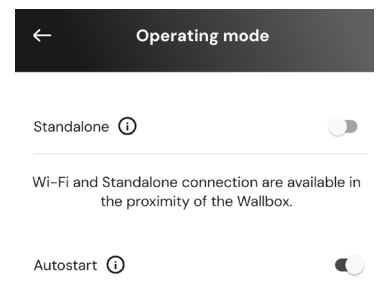 Operating mode
Standalone
Wi-Fi and Standalone connection are available in
the proximity of the Wallbox.
Autostart